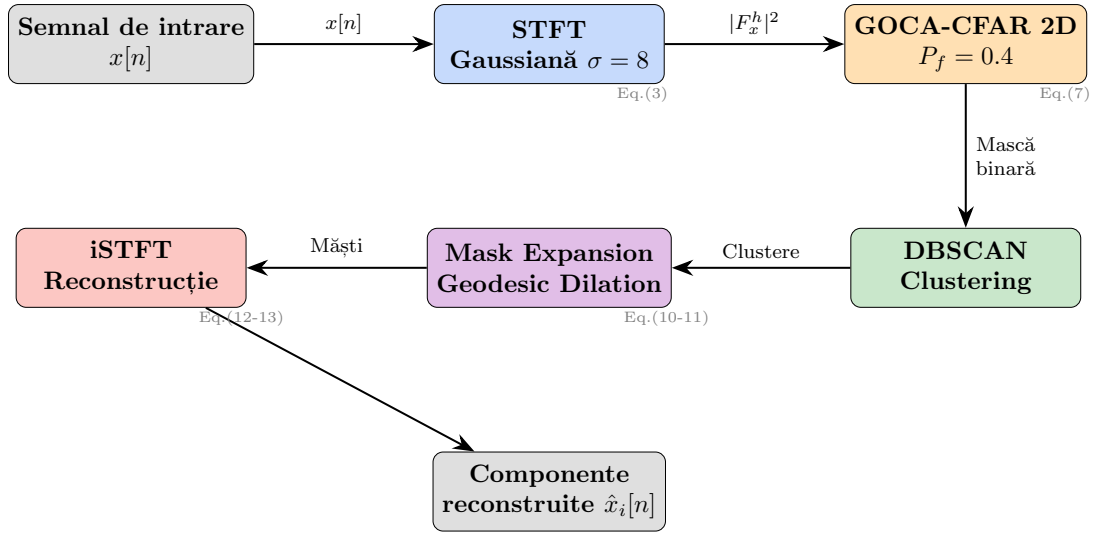 Semnal de intrare
x[n]
x[n]
STFT
Gaussiană σ = 8
Eq.(3)
|F_x^h|^2
GOCA-CFAR 2D
P_f = 0.4
Eq.(7)
Mască
binară
DBSCAN
Clustering
Clustere
Mask Expansion
Geodesic Dilation
Eq.(10-11)
Măști
iSTFT
Reconstrucție
Eq.(12-13)
Componente
reconstruite x̂_i[n]